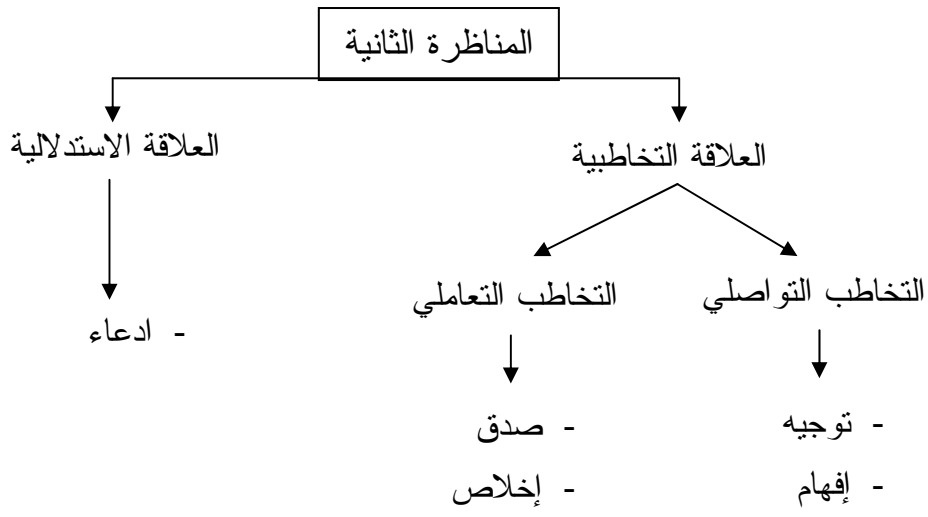 المناظرة الثانية
العلاقة التخاطبية
العلاقة الاستدلالية
التخاطب التواصلي
التخاطب التعاملي
- ادعاء
- توجيه
- صدق
- إفهام
- إخلاص